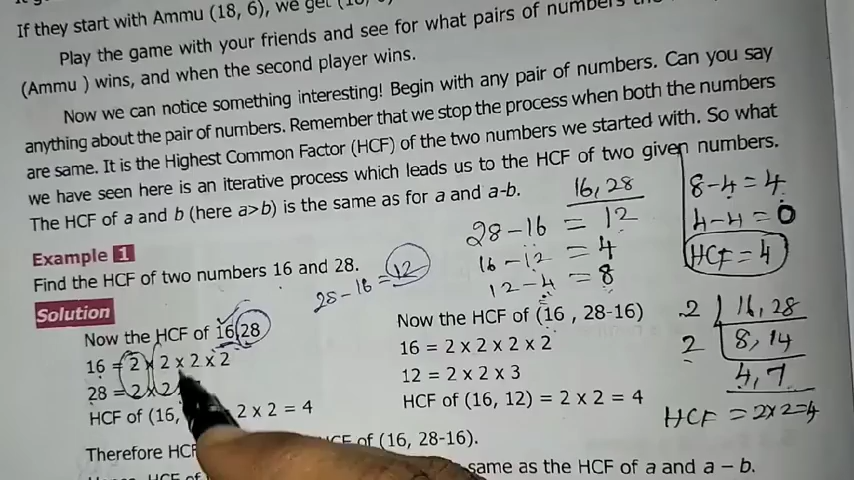 If they start with Ammu (18, 6), we get
Play the game with your friends and see for what pairs of numbers
(Ammu ) wins, and when the second player wins.
Now we can notice something interesting! Begin with any pair of numbers. Can you say
anything about the pair of numbers. Remember that we stop the process when both the numbers
are same. It is the Highest Common Factor (HCF) of the two numbers we started with. So what
we have seen here is an iterative process which leads us to the HCF of two given numbers.
The HCF of a and b (here a>b) is the same as for a and a-b.
16, 28
28-16 = 12
16-12 = 4
12-4 = 8
8-4=4
4-4=0
HCF=4
Example 1
Find the HCF of two numbers 16 and 28.
28-16=12
Solution
Now the HCF of 16 28
16 = 2 x 2 x 2 x 2
28 = 2 x 2
HCF of (16, 2 x 2 = 4
Therefore HCF of (16, 28-16).
Now the HCF of (16 , 28-16)
16 = 2 x 2 x 2 x 2
12 = 2 x 2 x 3
HCF of (16, 12) = 2 x 2 = 4
same as the HCF of a and a – b.
2 16, 28
2 8, 14
4, 7
HCF = 2x2=4